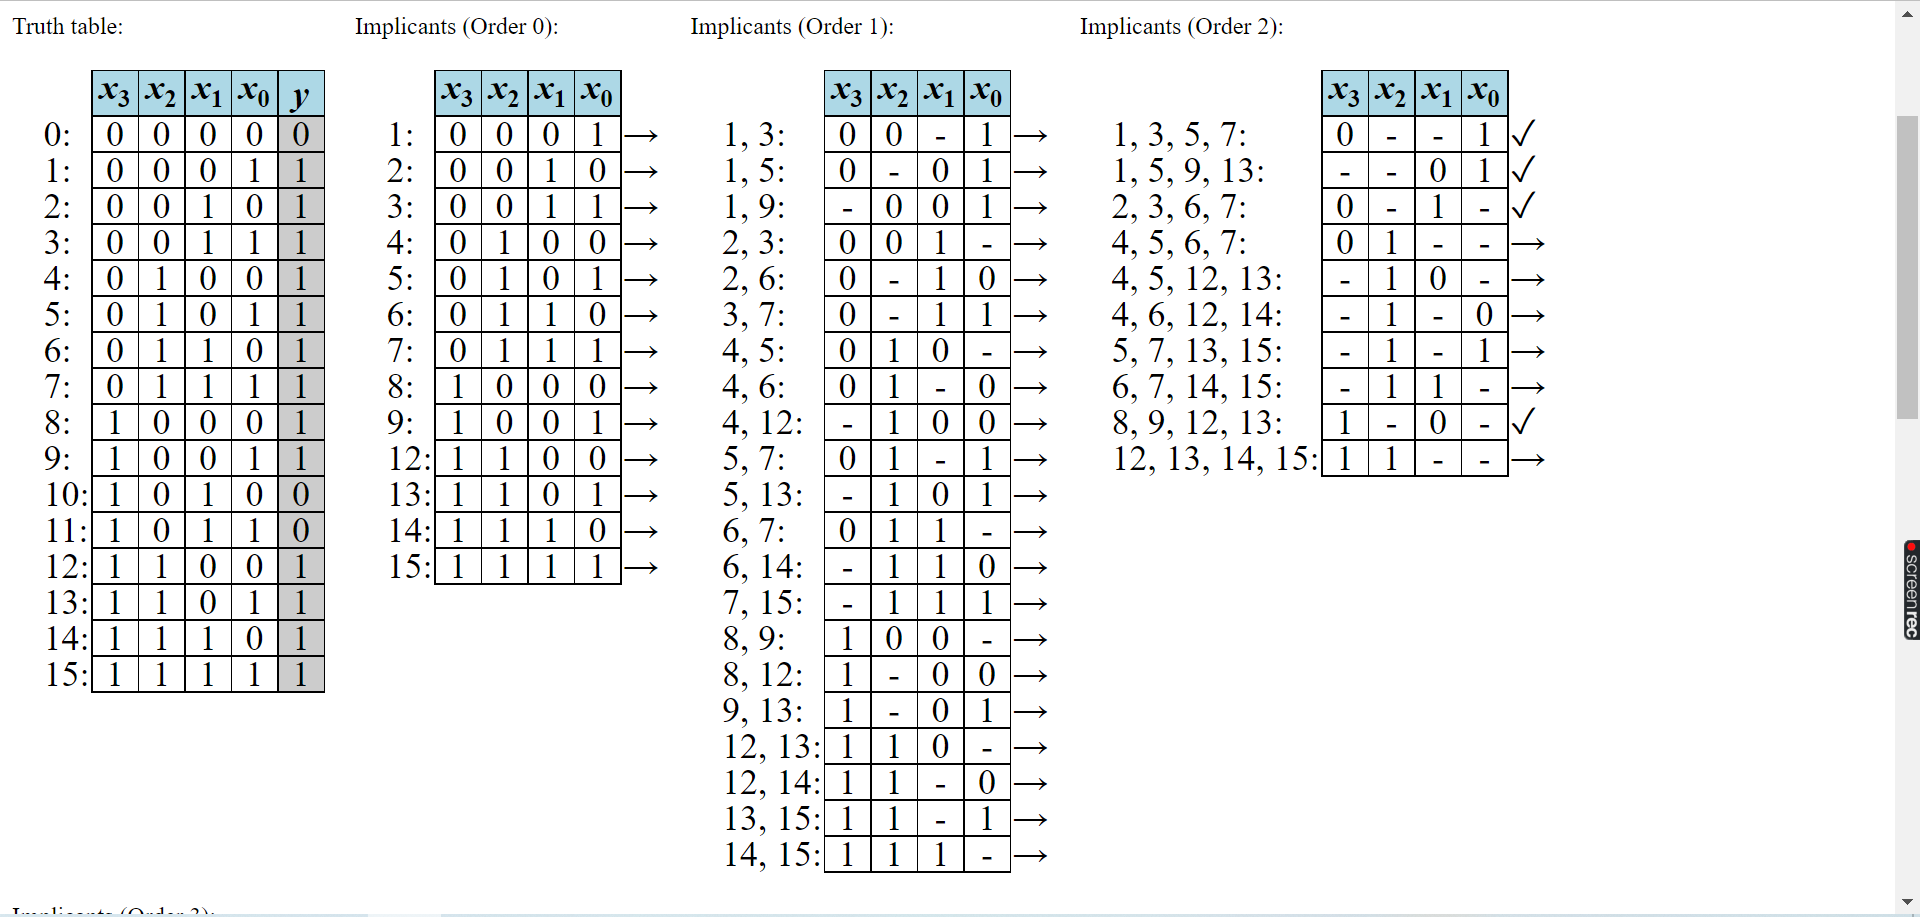 Truth table: Implicants (Order 0): Implicants (Order 1): Implicants (Order 2):
x3 x2 x1 x0 y x3 x2 x1 x0 x3 x2 x1 x0 x3 x2 x1 x0
0: 0 0 0 0 0 1: 0 0 0 1 → 1, 3: 0 0 - 1 → 1, 3, 5, 7: 0 - - 1 ✓
1: 0 0 0 1 1 2: 0 0 1 0 → 1, 5: 0 - 0 1 → 1, 5, 9, 13: - - 0 1 ✓
2: 0 0 1 0 1 3: 0 0 1 1 → 1, 9: - 0 0 1 → 2, 3, 6, 7: 0 - 1 - ✓
3: 0 0 1 1 1 4: 0 1 0 0 → 2, 3: 0 0 1 - → 4, 5, 6, 7: 0 1 - - →
4: 0 1 0 0 1 5: 0 1 0 1 → 2, 6: 0 - 1 0 → 4, 5, 12, 13: - 1 0 - →
5: 0 1 0 1 1 6: 0 1 1 0 → 3, 7: 0 - 1 1 → 4, 6, 12, 14: - 1 - 0 →
6: 0 1 1 0 1 7: 0 1 1 1 → 4, 5: 0 1 0 - → 5, 7, 13, 15: - 1 - 1 →
7: 0 1 1 1 1 8: 1 0 0 0 → 4, 6: 0 1 - 0 → 6, 7, 14, 15: - 1 1 - →
8: 1 0 0 0 1 9: 1 0 0 1 → 4, 12: - 1 0 0 → 8, 9, 12, 13: 1 - 0 - ✓
9: 1 0 0 1 1 12: 1 1 0 0 → 5, 7: 0 1 - 1 → 12, 13, 14, 15: 1 1 - - →
10: 1 0 1 0 0 13: 1 1 0 1 → 5, 13: - 1 0 1 →
11: 1 0 1 1 0 14: 1 1 1 0 → 6, 7: 0 1 1 - →
12: 1 1 0 0 1 15: 1 1 1 1 → 6, 14: - 1 1 0 →
13: 1 1 0 1 1 7, 15: - 1 1 1 →
14: 1 1 1 0 1 8, 9: 1 0 0 - →
15: 1 1 1 1 1 8, 12: 1 - 0 0 →
9, 13: 1 - 0 1 →
12, 13: 1 1 0 - →
12, 14: 1 1 - 0 →
13, 15: 1 1 - 1 →
14, 15: 1 1 1 - →
Implicants (Order 3):
screenrec